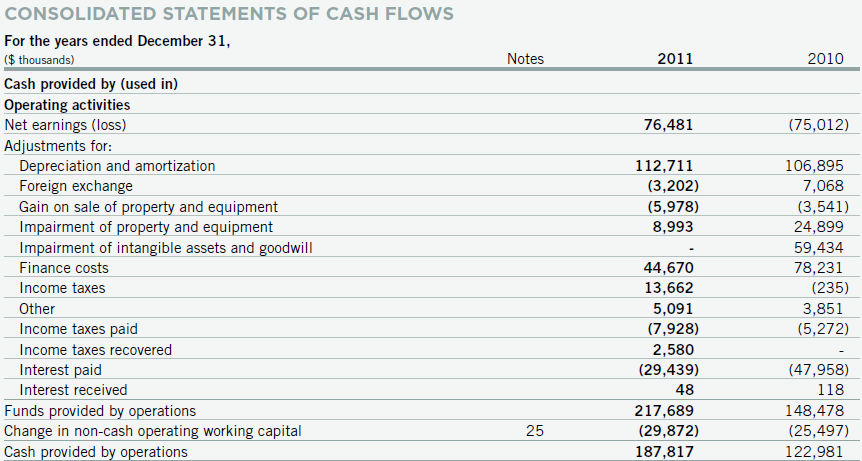 CONSOLIDATED STATEMENTS OF CASH FLOWS
For the years ended December 31,
($ thousands) Notes 2011 2010
Cash provided by (used in)
Operating activities
Net earnings (loss) 76,481 (75,012)
Adjustments for:
Depreciation and amortization 112,711 106,895
Foreign exchange (3,202) 7,068
Gain on sale of property and equipment (5,978) (3,541)
Impairment of property and equipment 8,993 24,899
Impairment of intangible assets and goodwill - 59,434
Finance costs 44,670 78,231
Income taxes 13,662 (235)
Other 5,091 3,851
Income taxes paid (7,928) (5,272)
Income taxes recovered 2,580 -
Interest paid (29,439) (47,958)
Interest received 48 118
Funds provided by operations 217,689 148,478
Change in non-cash operating working capital 25 (29,872) (25,497)
Cash provided by operations 187,817 122,981